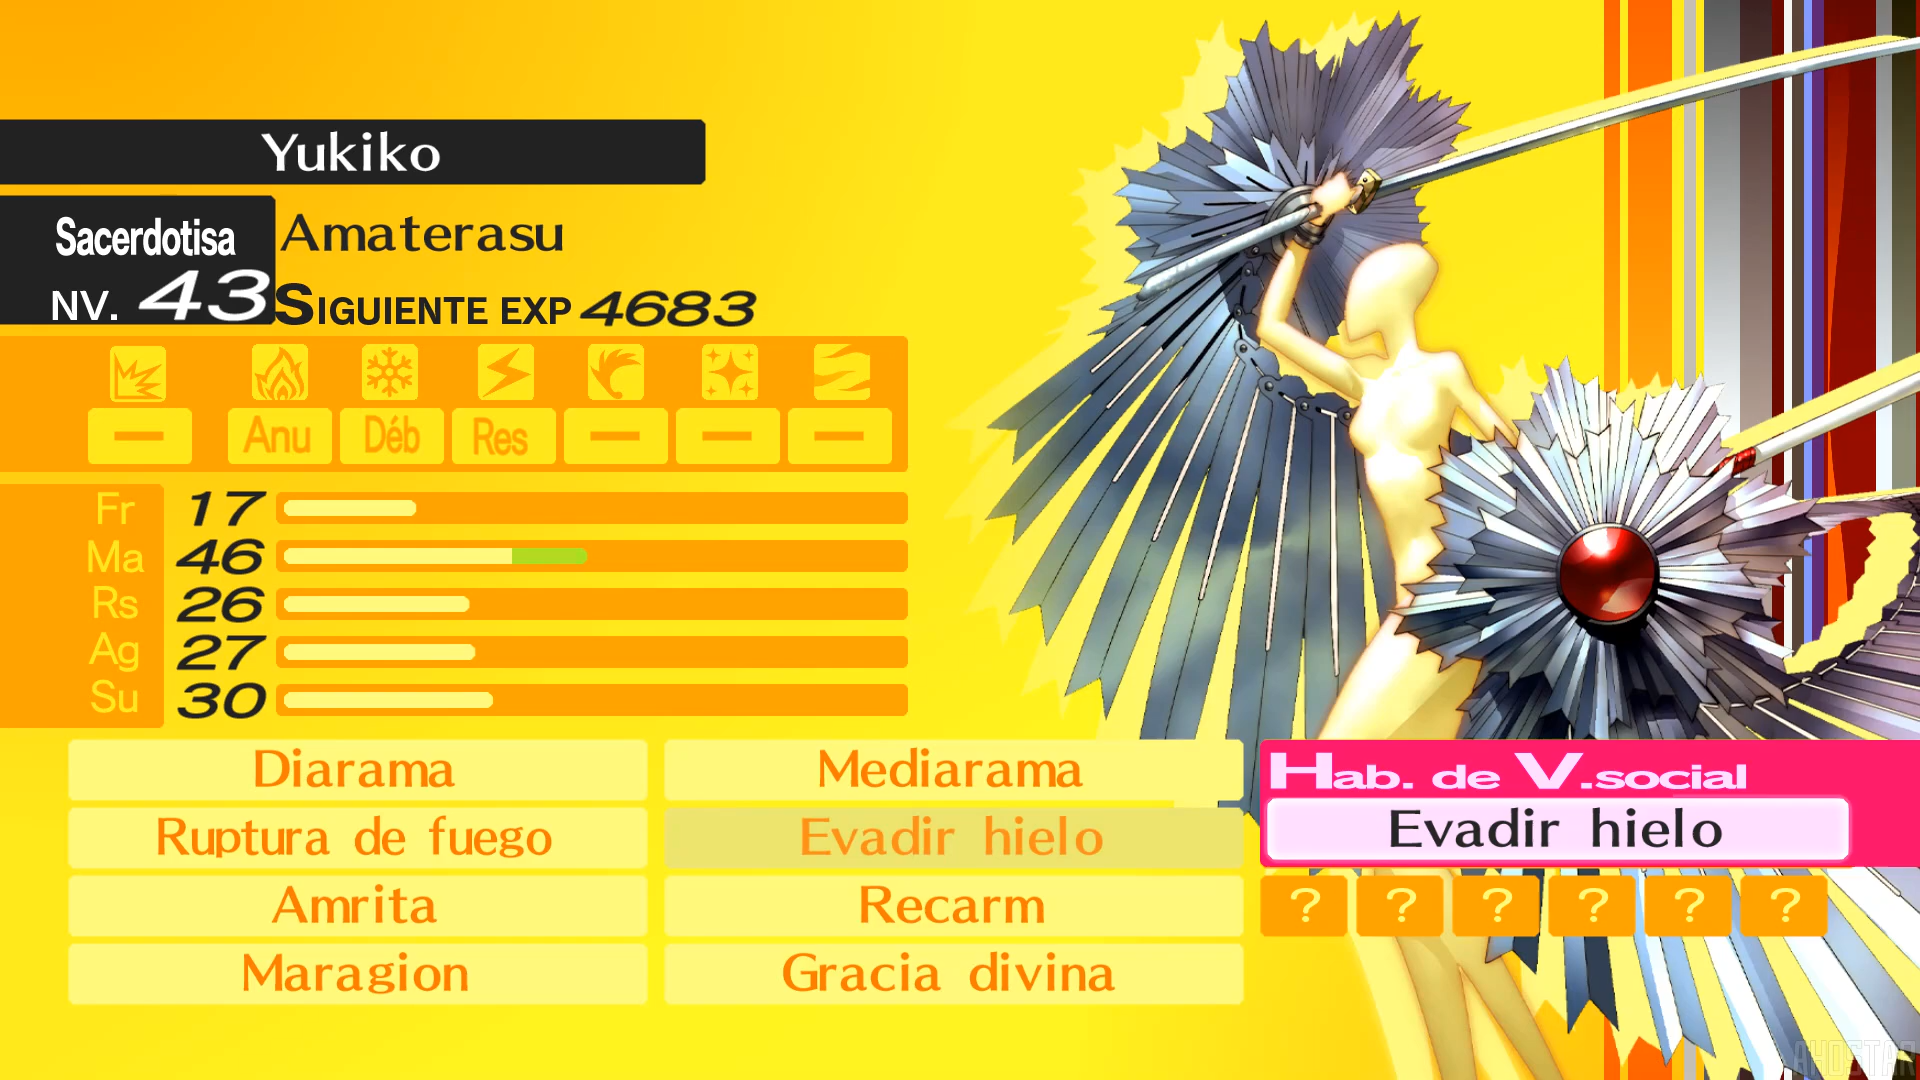 Yukiko
Sacerdotisa
Amaterasu
NV. 43
SIGUIENTE EXP 4683
— Anu Déb Res — — —
Fr 17
Ma 46
Rs 26
Ag 27
Su 30
Diarama
Mediarama
Ruptura de fuego
Evadir hielo
Amrita
Recarm
Maragion
Gracia divina
Hab. de V.social
Evadir hielo
? ? ? ? ? ?
AHOSTAR